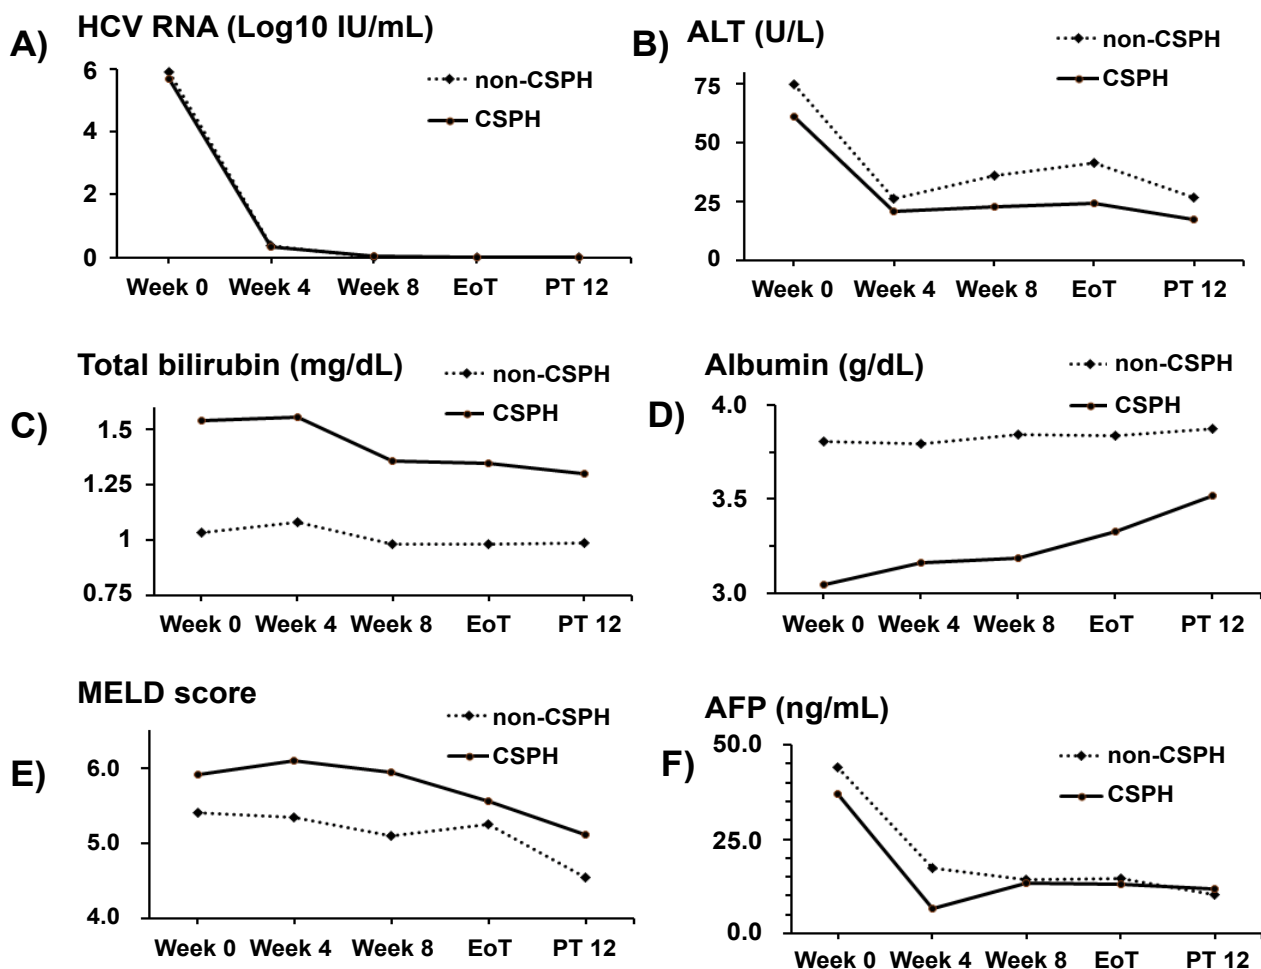 A)
HCV RNA (Log10 IU/mL)
non-CSPH
CSPH
6
4
2
0
Week 0 Week 4 Week 8 EoT PT 12
B)
ALT (U/L)
non-CSPH
CSPH
75
50
25
0
Week 0 Week 4 Week 8 EoT PT 12
C)
Total bilirubin (mg/dL)
non-CSPH
CSPH
1.5
1.25
1
0.75
Week 0 Week 4 Week 8 EoT PT 12
D)
Albumin (g/dL)
non-CSPH
CSPH
4.0
3.5
3.0
Week 0 Week 4 Week 8 EoT PT 12
E)
MELD score
non-CSPH
CSPH
6.0
5.0
4.0
Week 0 Week 4 Week 8 EoT PT 12
F)
AFP (ng/mL)
non-CSPH
CSPH
50.0
25.0
0.0
Week 0 Week 4 Week 8 EoT PT 12